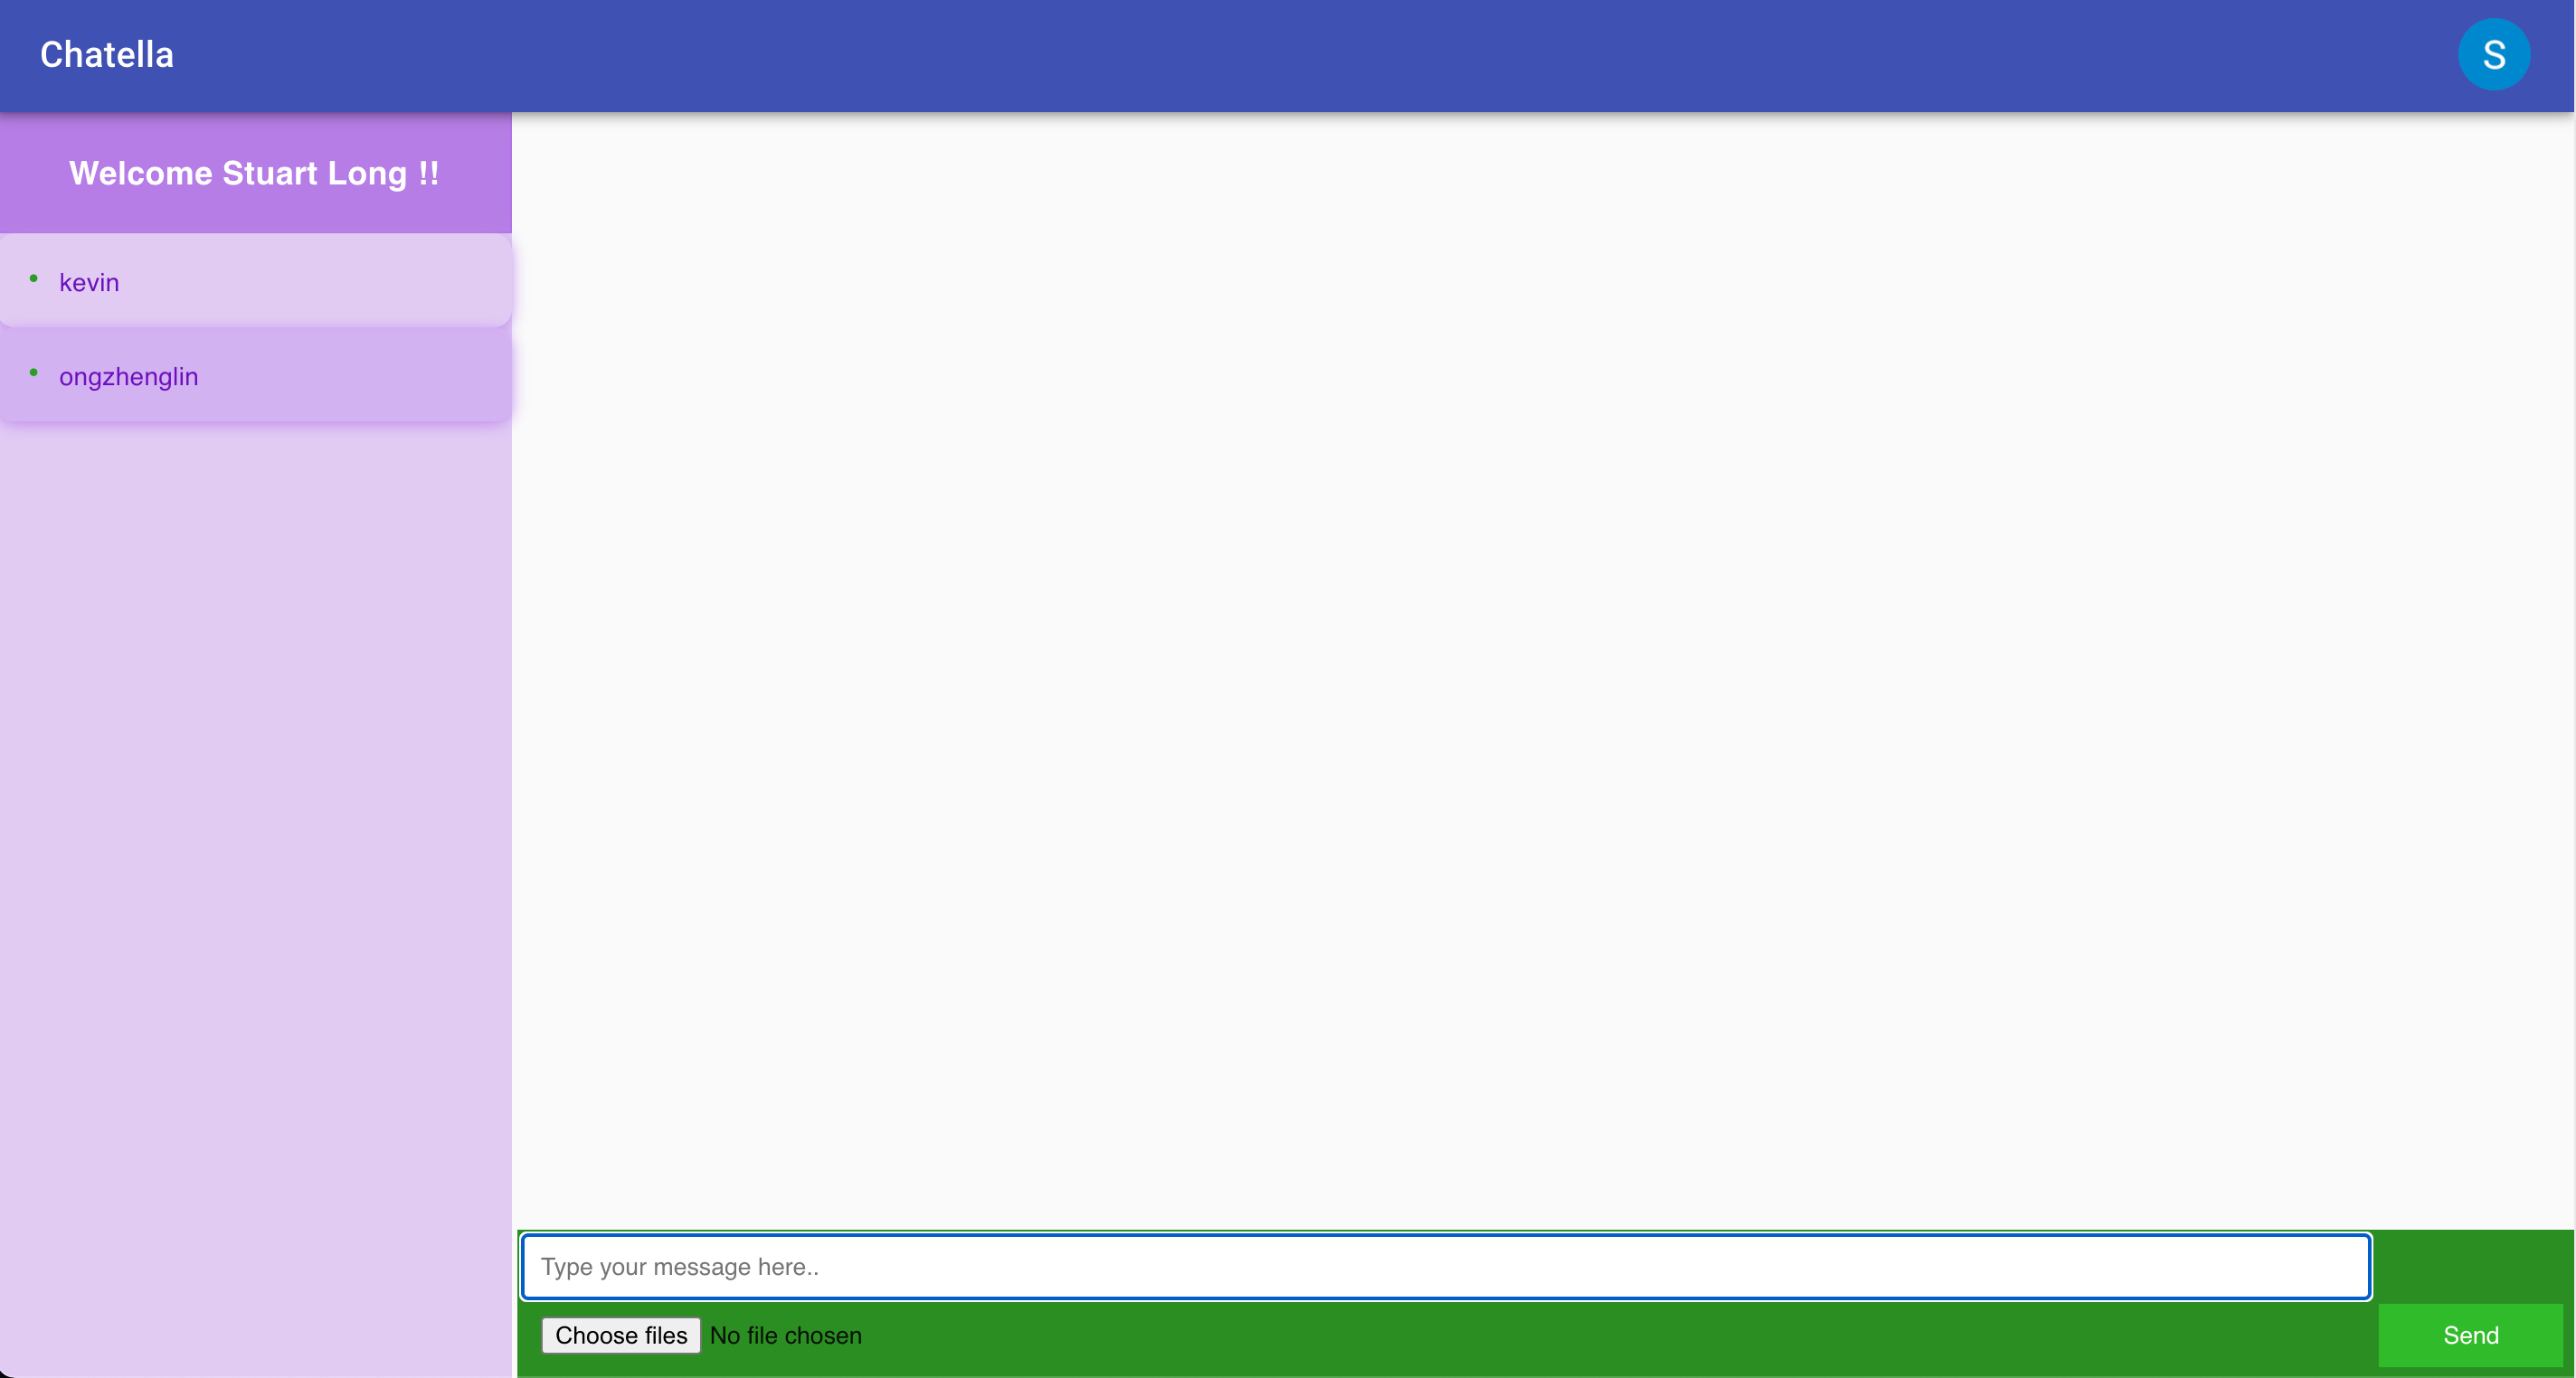 Chatella
S
Welcome Stuart Long !!
kevin
ongzhenglin
Type your message here..
Choose files No file chosen
Send